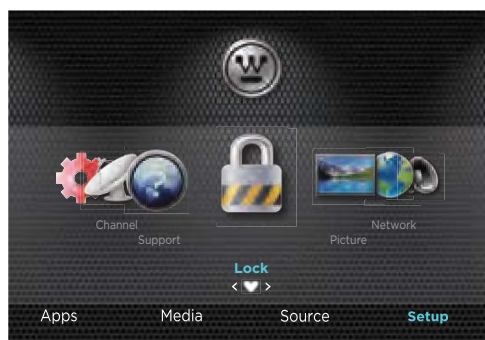 Channel
Network
Support
Picture
Lock
Apps Media Source Setup